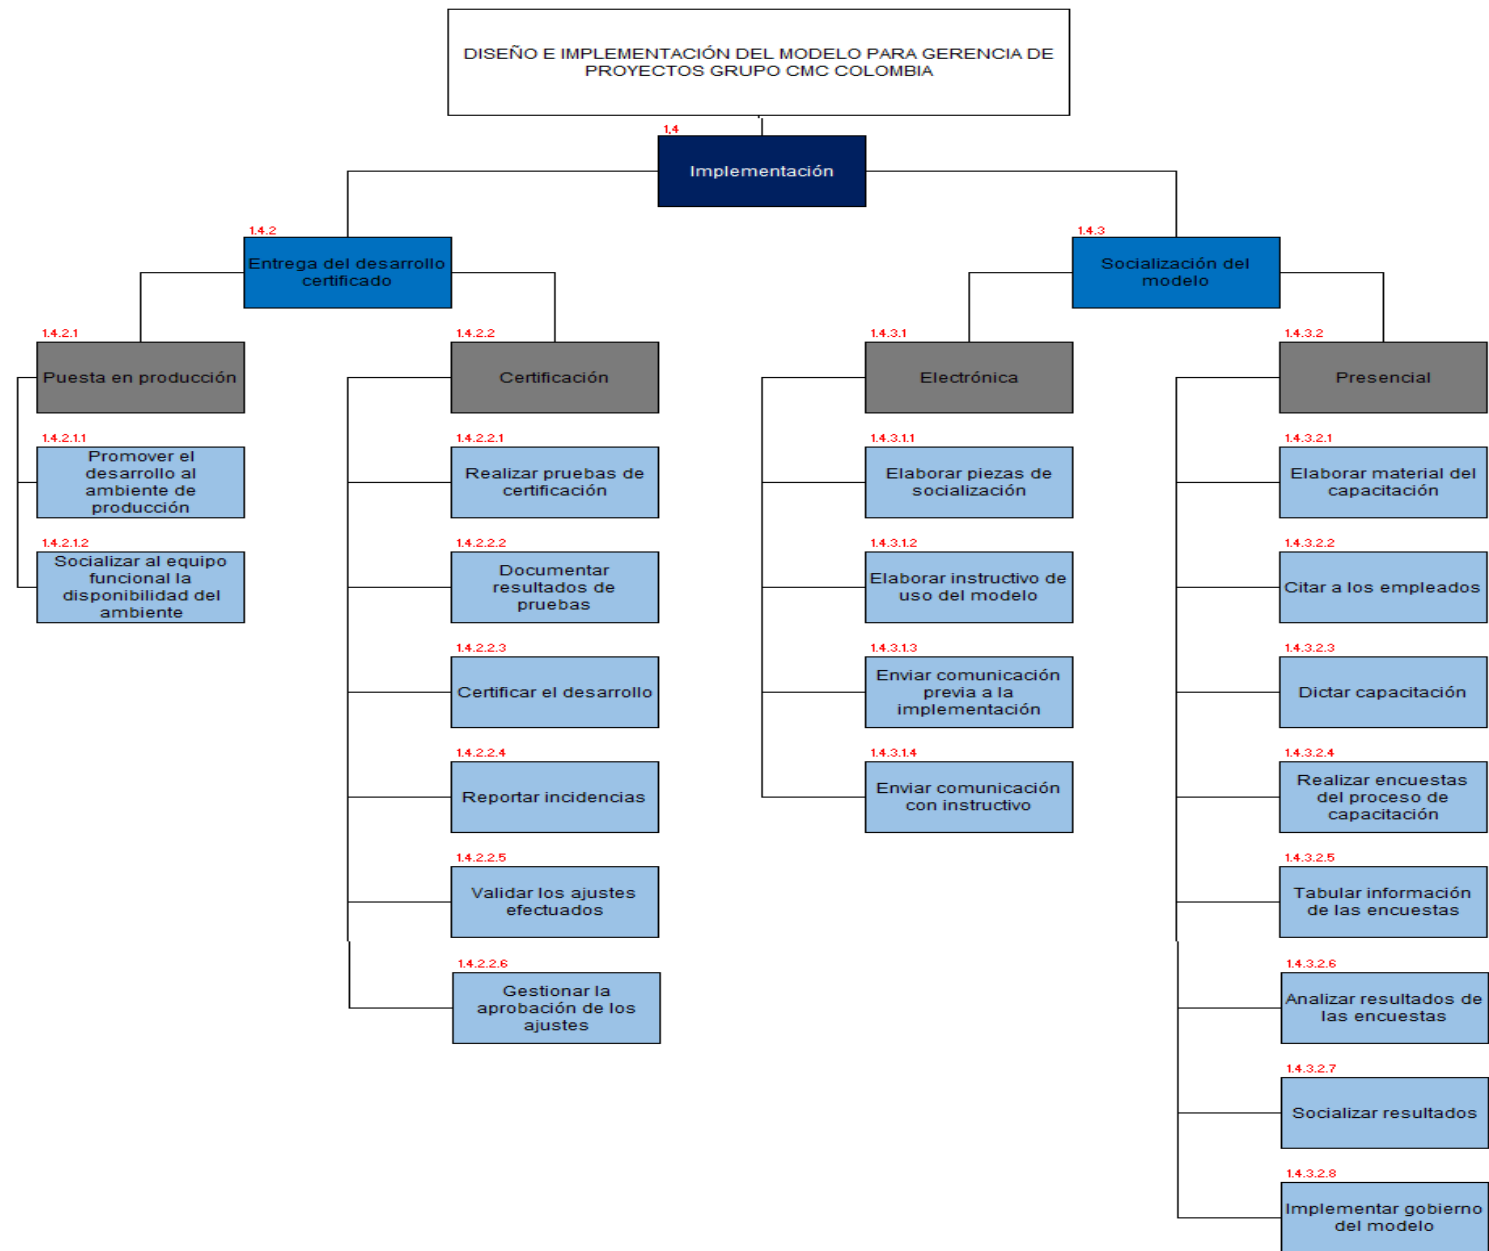 DISEÑO E IMPLEMENTACIÓN DEL MODELO PARA GERENCIA DE
PROYECTOS GRUPO CMC COLOMBIA
1.4
Implementación
1.4.2
Entrega del desarrollo
certificado
1.4.3
Socialización del
modelo
1.4.2.1
Puesta en producción
1.4.2.1.1
Promover el
desarrollo al
ambiente de
producción
1.4.2.1.2
Socializar al equipo
funcional la
disponibilidad del
ambiente
1.4.2.2
Certificación
1.4.2.2.1
Realizar pruebas de
certificación
1.4.2.2.2
Documentar
resultados de
pruebas
1.4.2.2.3
Certificar el desarrollo
1.4.2.2.4
Reportar incidencias
1.4.2.2.5
Validar los ajustes
efectuados
1.4.2.2.6
Gestionar la
aprobación de los
ajustes
1.4.3.1
Electrónica
1.4.3.1.1
Elaborar piezas de
socialización
1.4.3.1.2
Elaborar instructivo de
uso del modelo
1.4.3.1.3
Enviar comunicación
previa a la
implementación
1.4.3.1.4
Enviar comunicación
con instructivo
1.4.3.2
Presencial
1.4.3.2.1
Elaborar material del
capacitación
1.4.3.2.2
Citar a los empleados
1.4.3.2.3
Dictar capacitación
1.4.3.2.4
Realizar encuestas
del proceso de
capacitación
1.4.3.2.5
Tabular información
de las encuestas
1.4.3.2.6
Analizar resultados de
las encuestas
1.4.3.2.7
Socializar resultados
1.4.3.2.8
Implementar gobierno
del modelo